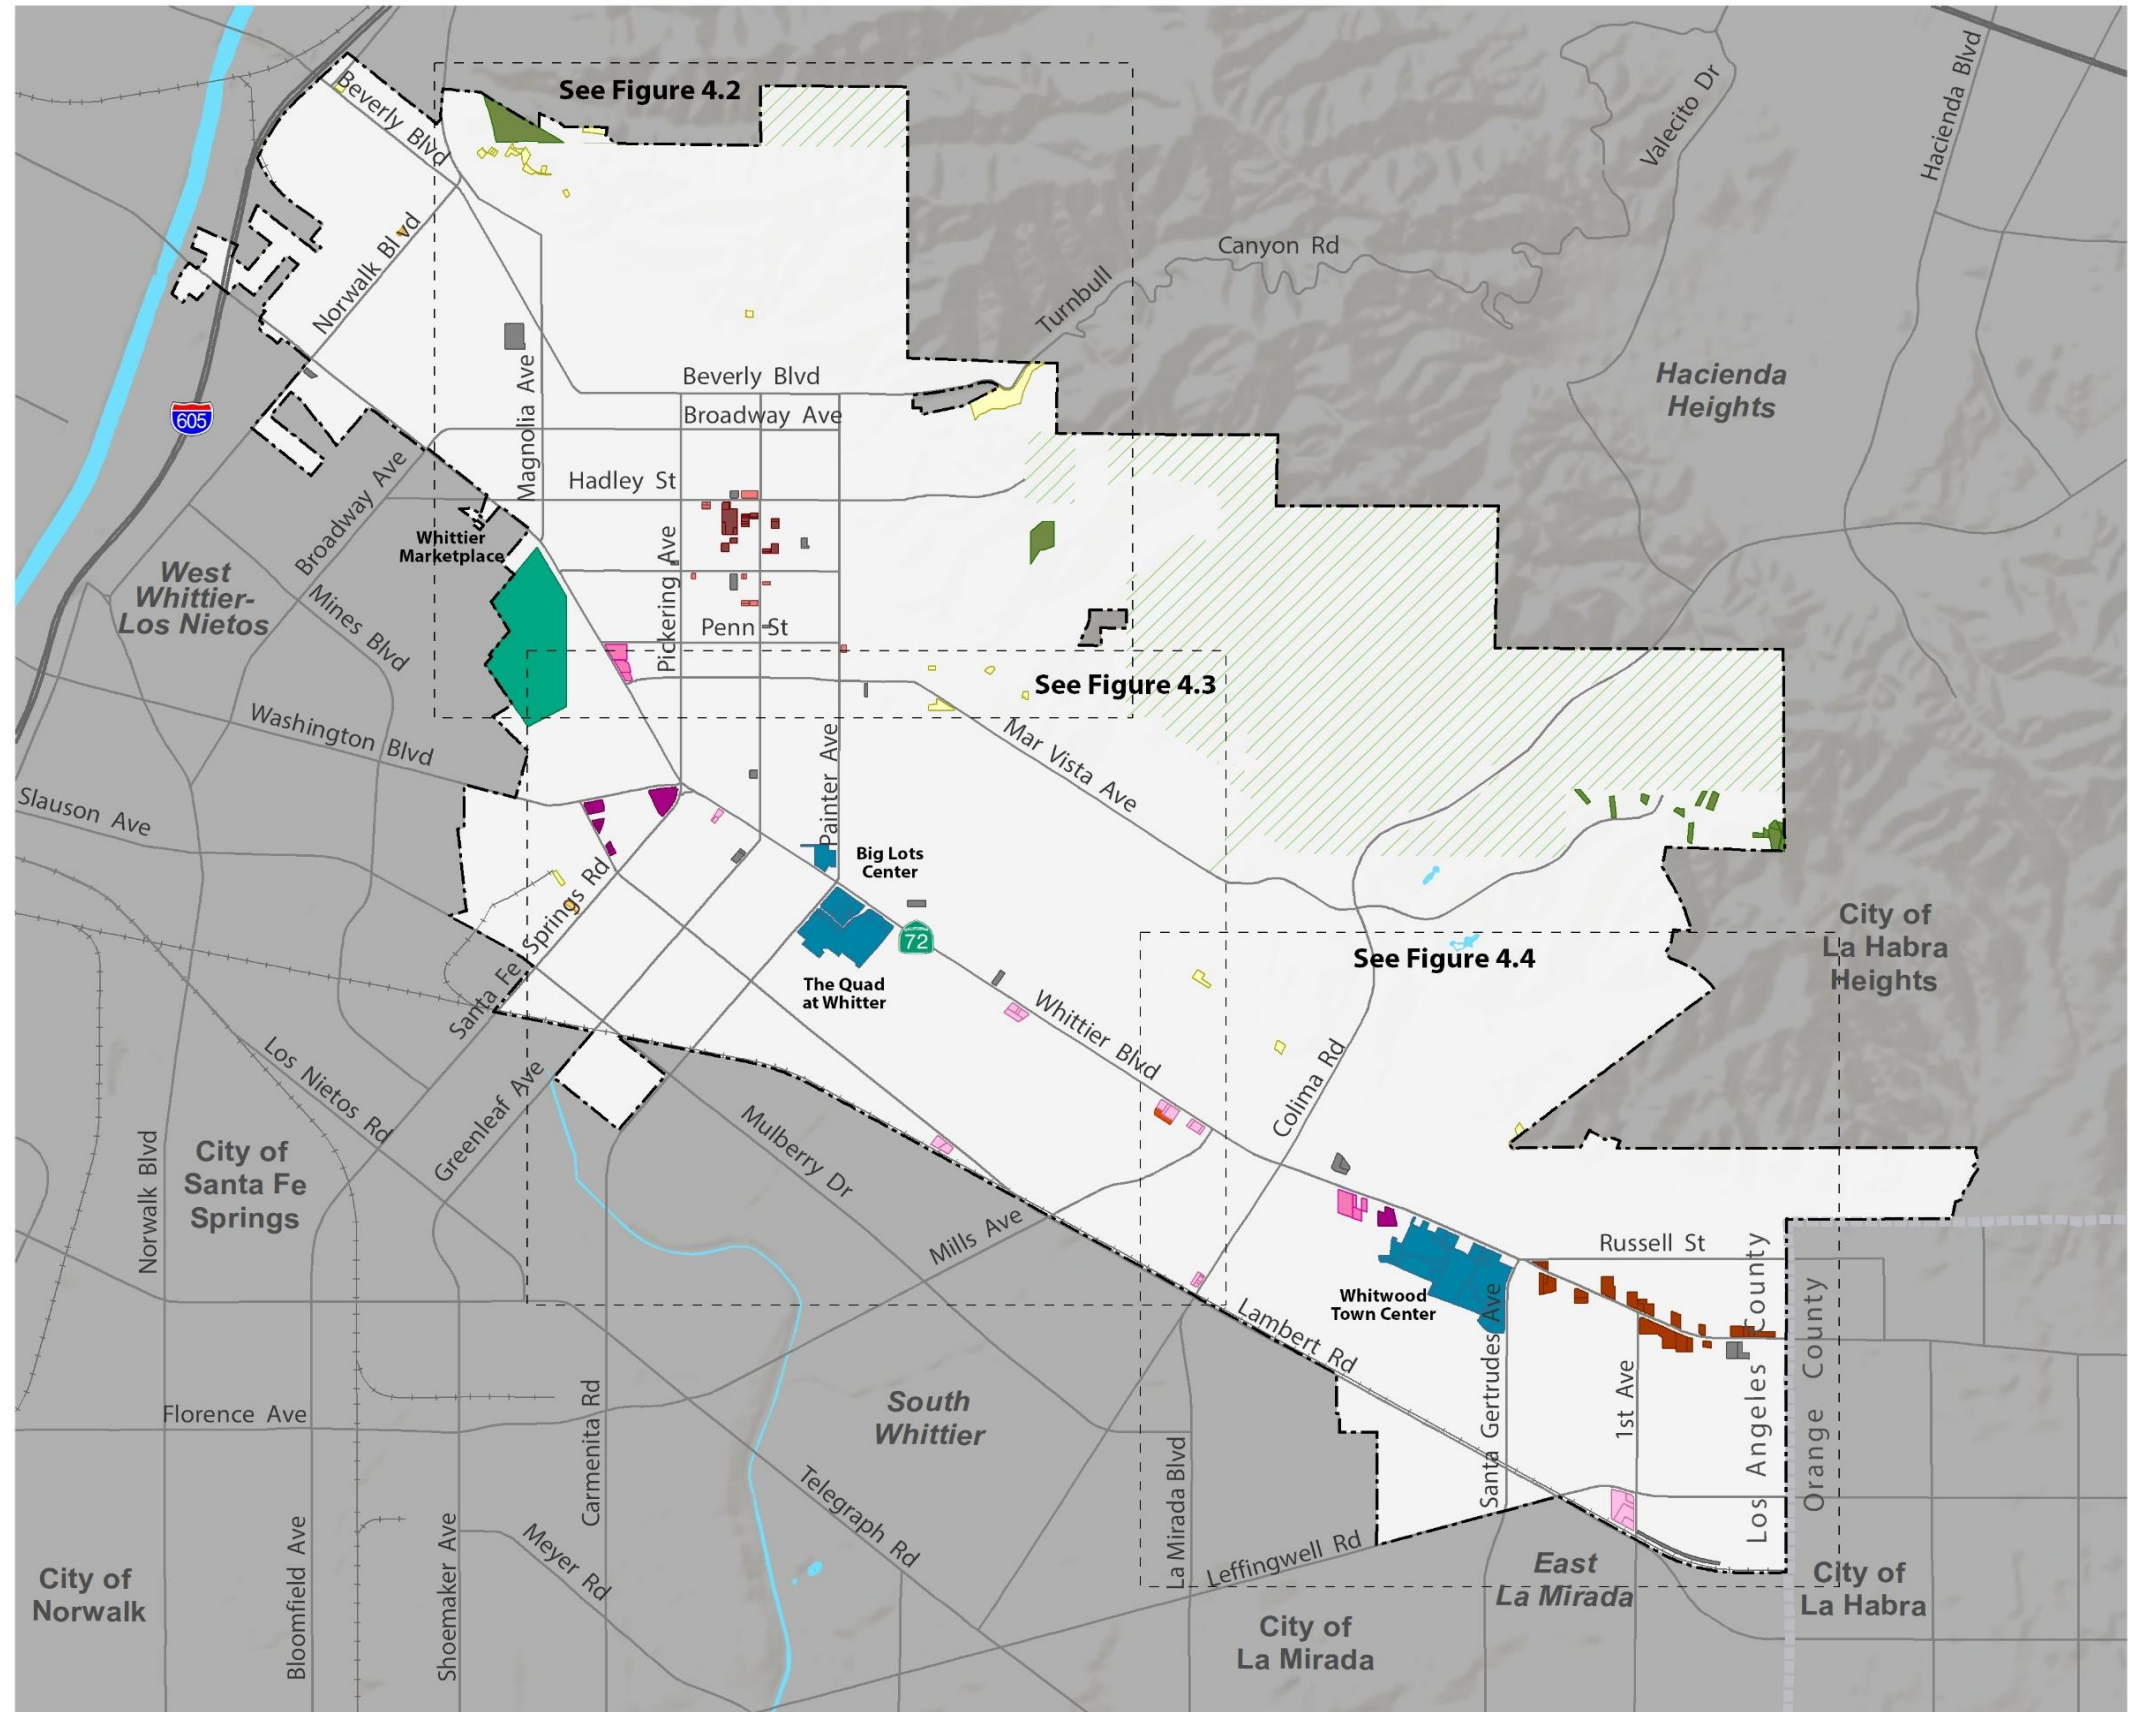 See Figure 4.2
Beverly Blvd
Valecito Dr
Hacienda Blvd
Norwalk Blvd
Canyon Rd
Turnbull
605
Magnolia Ave
Beverly Blvd
Broadway Ave
Hacienda
Heights
Hadley St
Broadway Ave
Whittier
Marketplace
Pickering Ave
West
Whittier-
Los Nietos
Mines Blvd
Penn St
See Figure 4.3
Washington Blvd
Mar Vista Ave
Painter Ave
Slauson Ave
Big Lots
Center
Santa Fe Springs Rd
CALIFORNIA
72
City of
La Habra
Heights
See Figure 4.4
The Quad
at Whitter
Whittier Blvd
Los Nietos Rd
Greenleaf Ave
Colima Rd
Mulberry Dr
City of
Santa Fe
Springs
Norwalk Blvd
Mills Ave
Russell St
Whitwood
Town Center
Lambert Rd
Santa Gertrudes Ave
1st Ave
Los Angeles County
Orange County
Florence Ave
Carmenita Rd
South
Whittier
La Mirada Blvd
Telegraph Rd
Leffingwell Rd
Bloomfield Ave
Shoemaker Ave
Meyer Rd
City of
Norwalk
East
La Mirada
City of
La Habra
City of
La Mirada